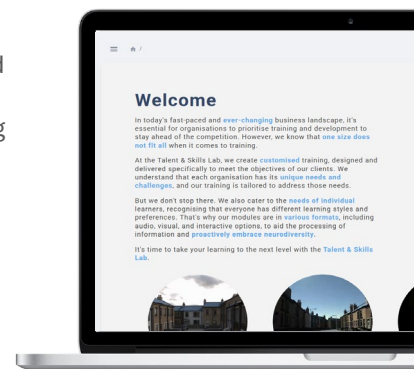 d
g
/
Welcome
In today's fast-paced and ever-changing business landscape, it's
essential for organisations to prioritise training and development to
stay ahead of the competition. However, we know that one size does
not fit all when it comes to training.
At the Talent & Skills Lab, we create customised training, designed and
delivered specifically to meet the objectives of our clients. We
understand that each organisation has its unique needs and
challenges, and our training is tailored to address those needs.
But we don't stop there. We also cater to the needs of individual
learners, recognising that everyone has different learning styles and
preferences. That's why our modules are in various formats, including
audio, visual, and interactive options, to aid the processing of
information and proactively embrace neurodiversity.
It's time to take your learning to the next level with the Talent & Skills
Lab.